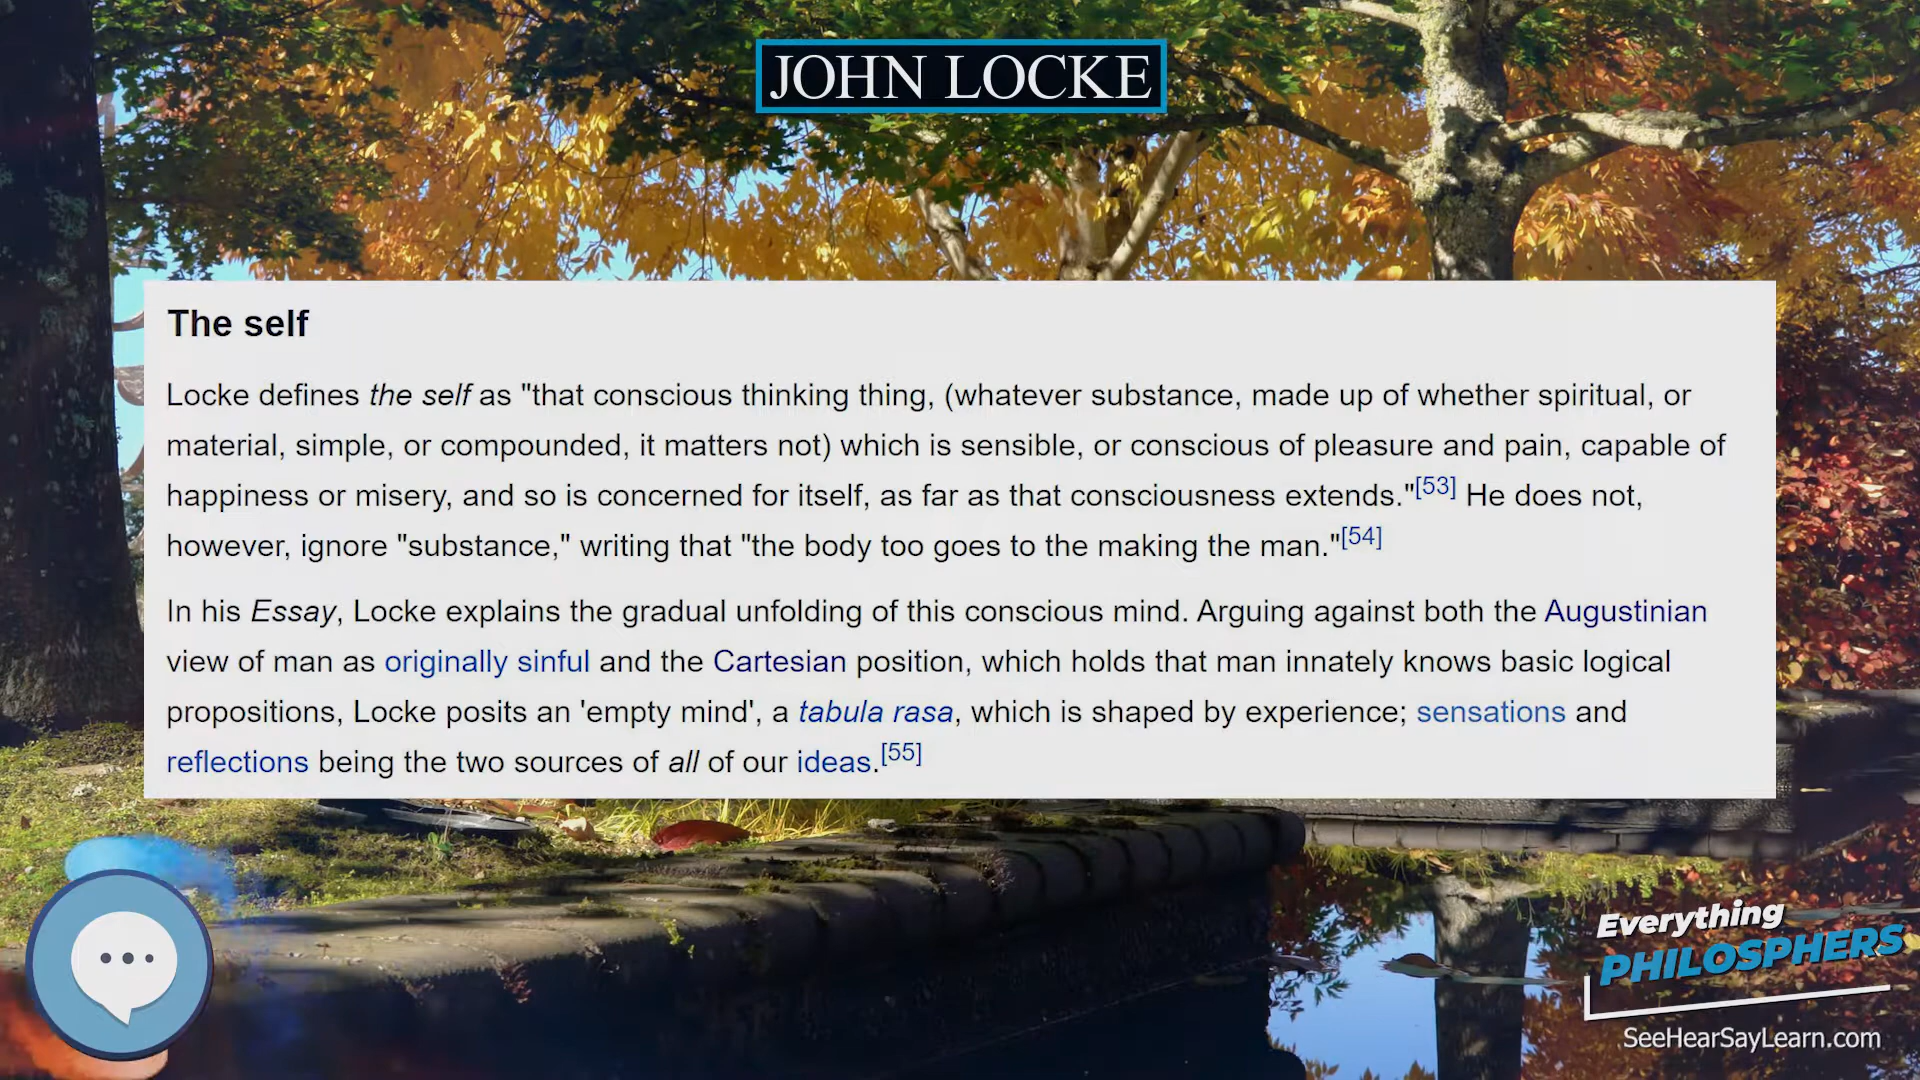 JOHN LOCKE
The self
Locke defines the self as "that conscious thinking thing, (whatever substance, made up of whether spiritual, or
material, simple, or compounded, it matters not) which is sensible, or conscious of pleasure and pain, capable of
happiness or misery, and so is concerned for itself, as far as that consciousness extends."[53] He does not,
however, ignore "substance," writing that "the body too goes to the making the man."[54]
In his Essay, Locke explains the gradual unfolding of this conscious mind. Arguing against both the Augustinian
view of man as originally sinful and the Cartesian position, which holds that man innately knows basic logical
propositions, Locke posits an 'empty mind', a tabula rasa, which is shaped by experience; sensations and
reflections being the two sources of all of our ideas.[55]
Everything
PHILOSPHERS
SeeHearSayLearn.com